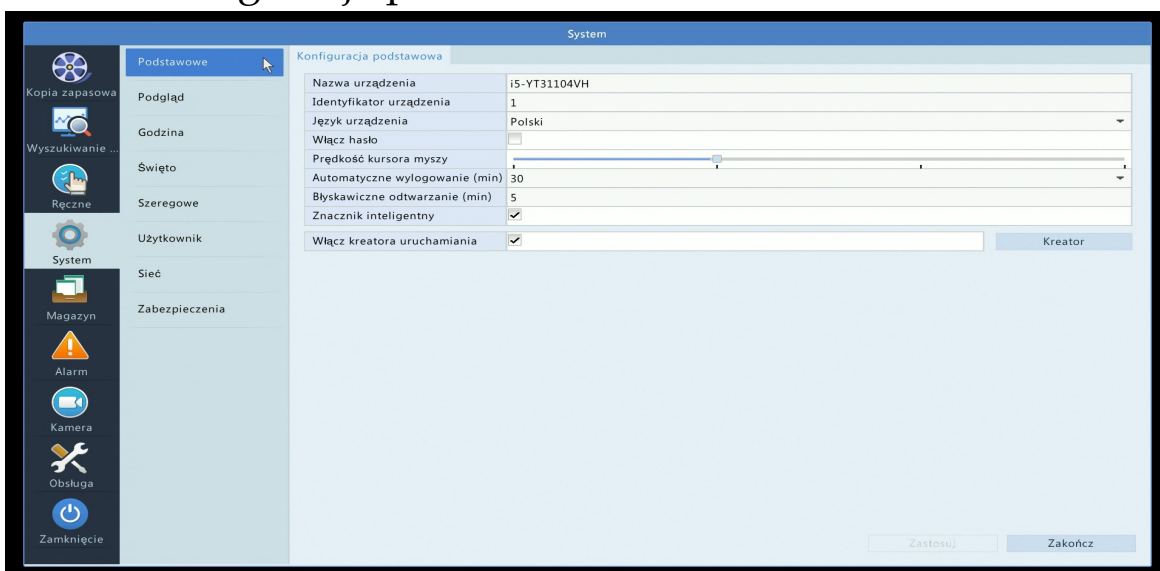 System
Kopia zapasowa
Wyszukiwanie ...
Ręczne
System
Magazyn
Alarm
Kamera
Obsługa
Zamknięcie
Podstawowe
Podgląd
Godzina
Święto
Szeregowe
Użytkownik
Sieć
Zabezpieczenia
Konfiguracja podstawowa
Nazwa urządzenia i5-YT31104VH
Identyfikator urządzenia 1
Język urządzenia Polski
Włącz hasło
Prędkość kursora myszy
Automatyczne wylogowanie (min) 30
Błyskawiczne odtwarzanie (min) 5
Znacznik inteligentny
Włącz kreatora uruchamiania Kreator
Zastosuj Zakończ